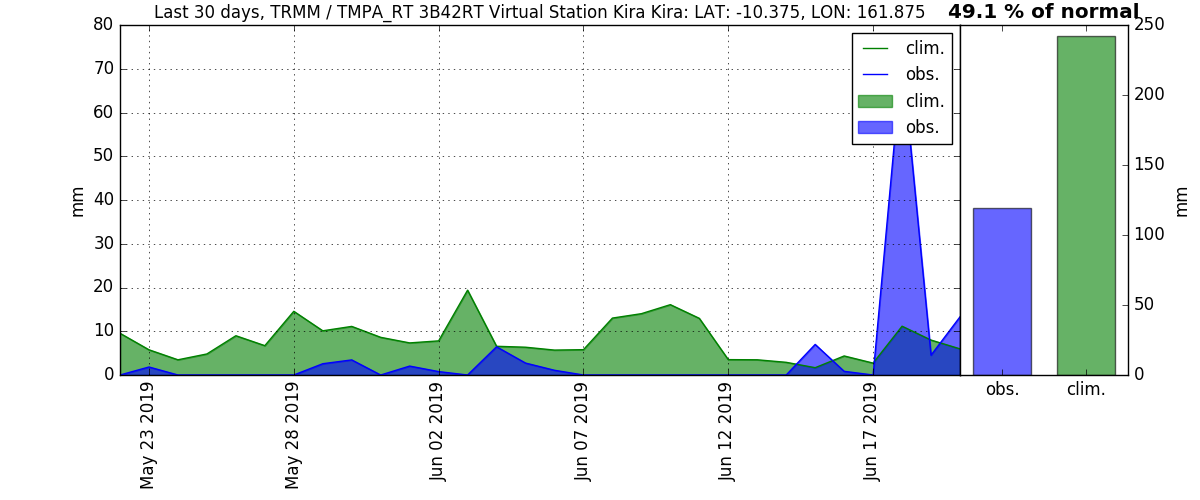 Last 30 days, TRMM / TMPA_RT 3B42RT Virtual Station Kira Kira: LAT: -10.375, LON: 161.875
49.1 % of normal
80
70
60
50
40
30
20
10
0
mm
clim.
obs.
clim.
obs.
May 23 2019
May 28 2019
Jun 02 2019
Jun 07 2019
Jun 12 2019
Jun 17 2019
250
200
150
100
50
0
mm
obs.
clim.